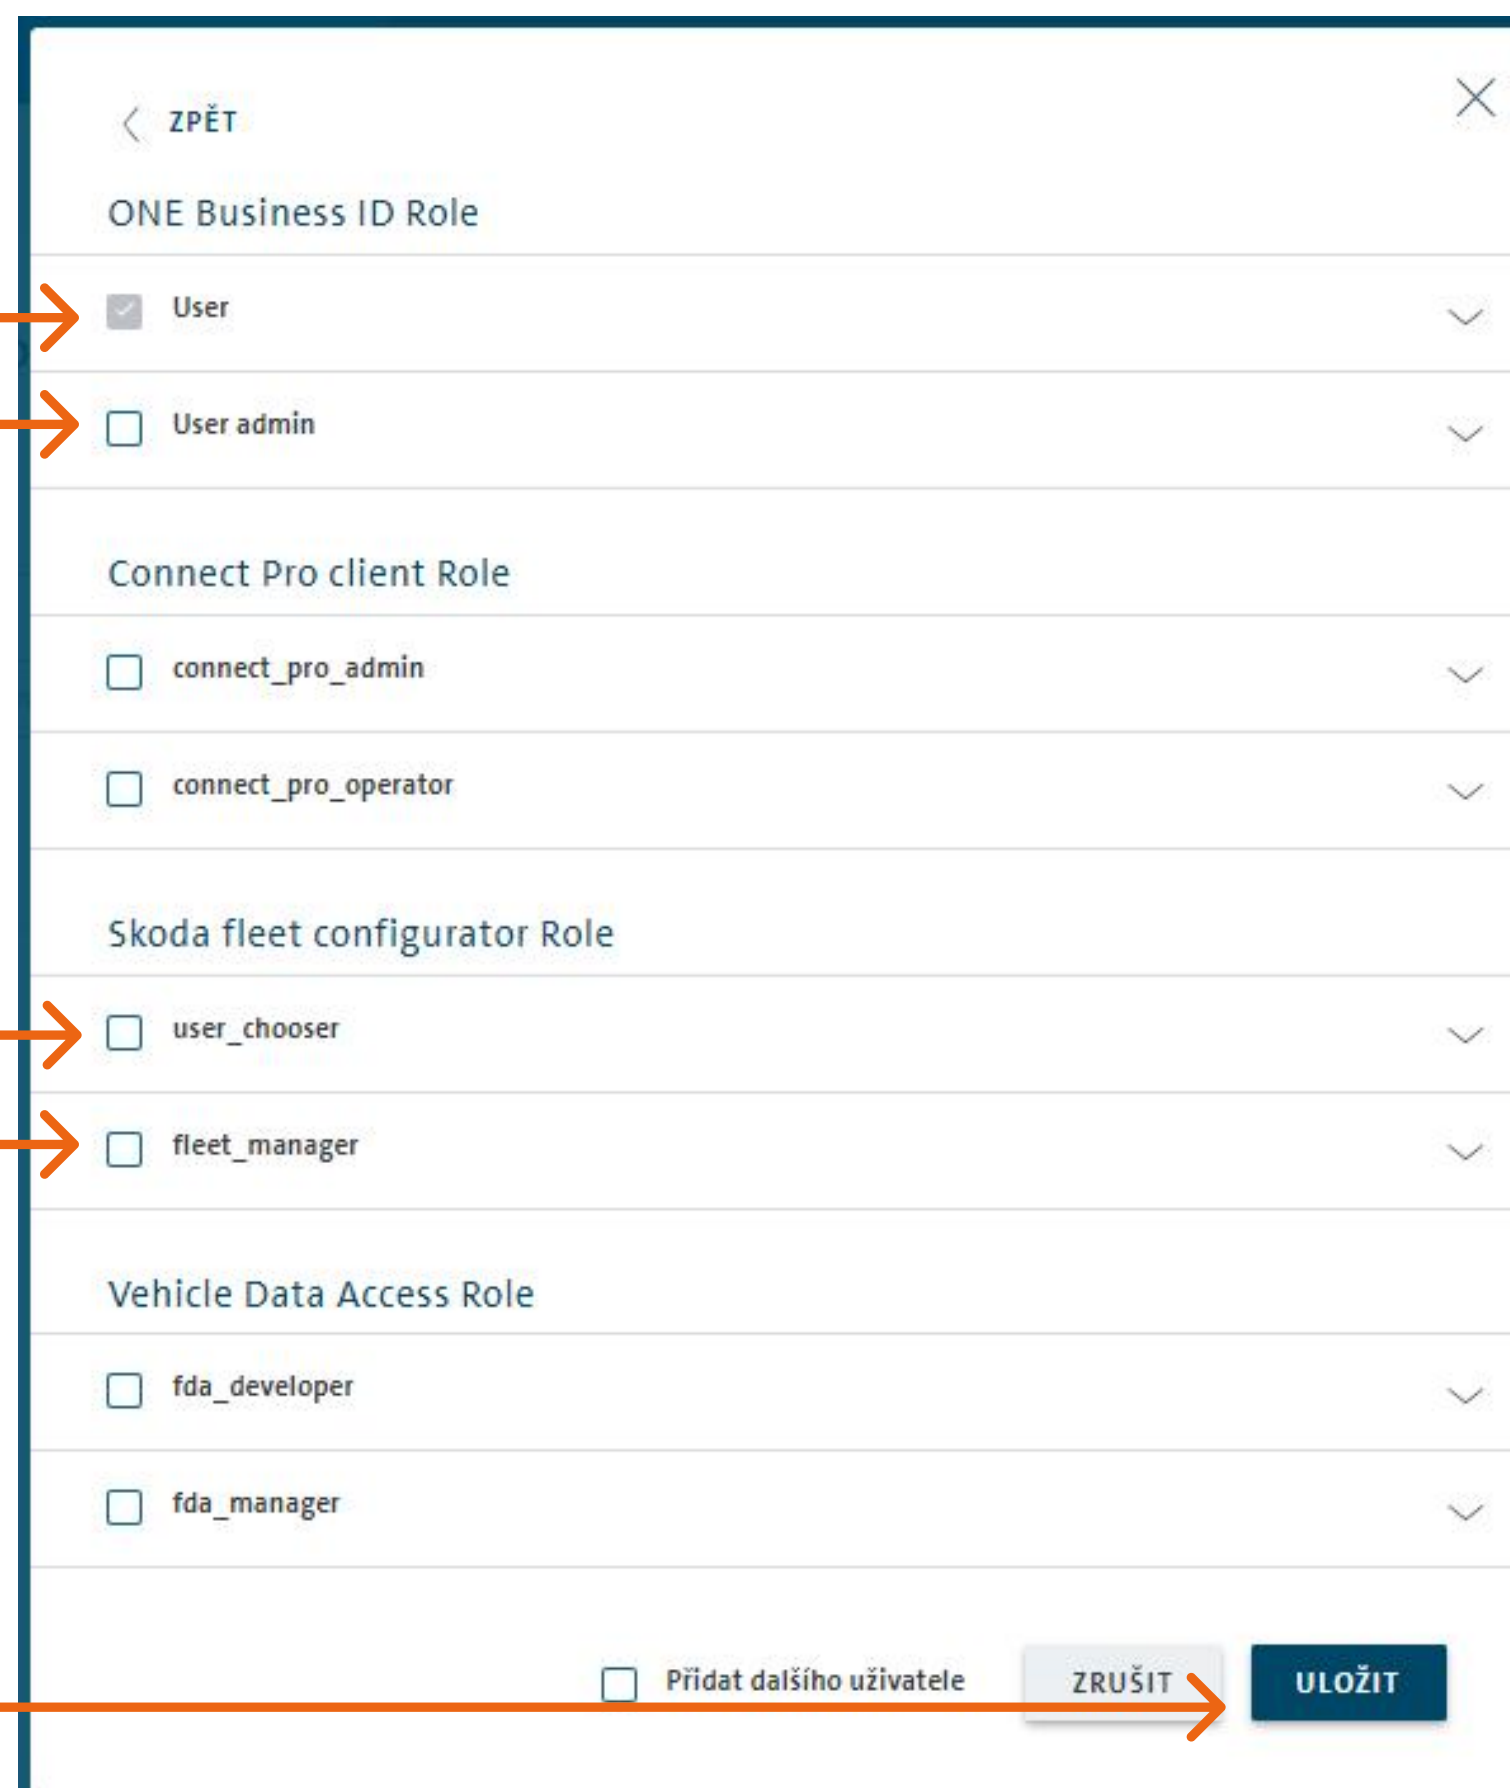 ZPĚT
ONE Business ID Role
User
User admin
Connect Pro client Role
connect_pro_admin
connect_pro_operator
Skoda fleet configurator Role
user_chooser
fleet_manager
Vehicle Data Access Role
fda_developer
fda_manager
Přidat dalšího uživatele ZRUŠIT ULOŽIT